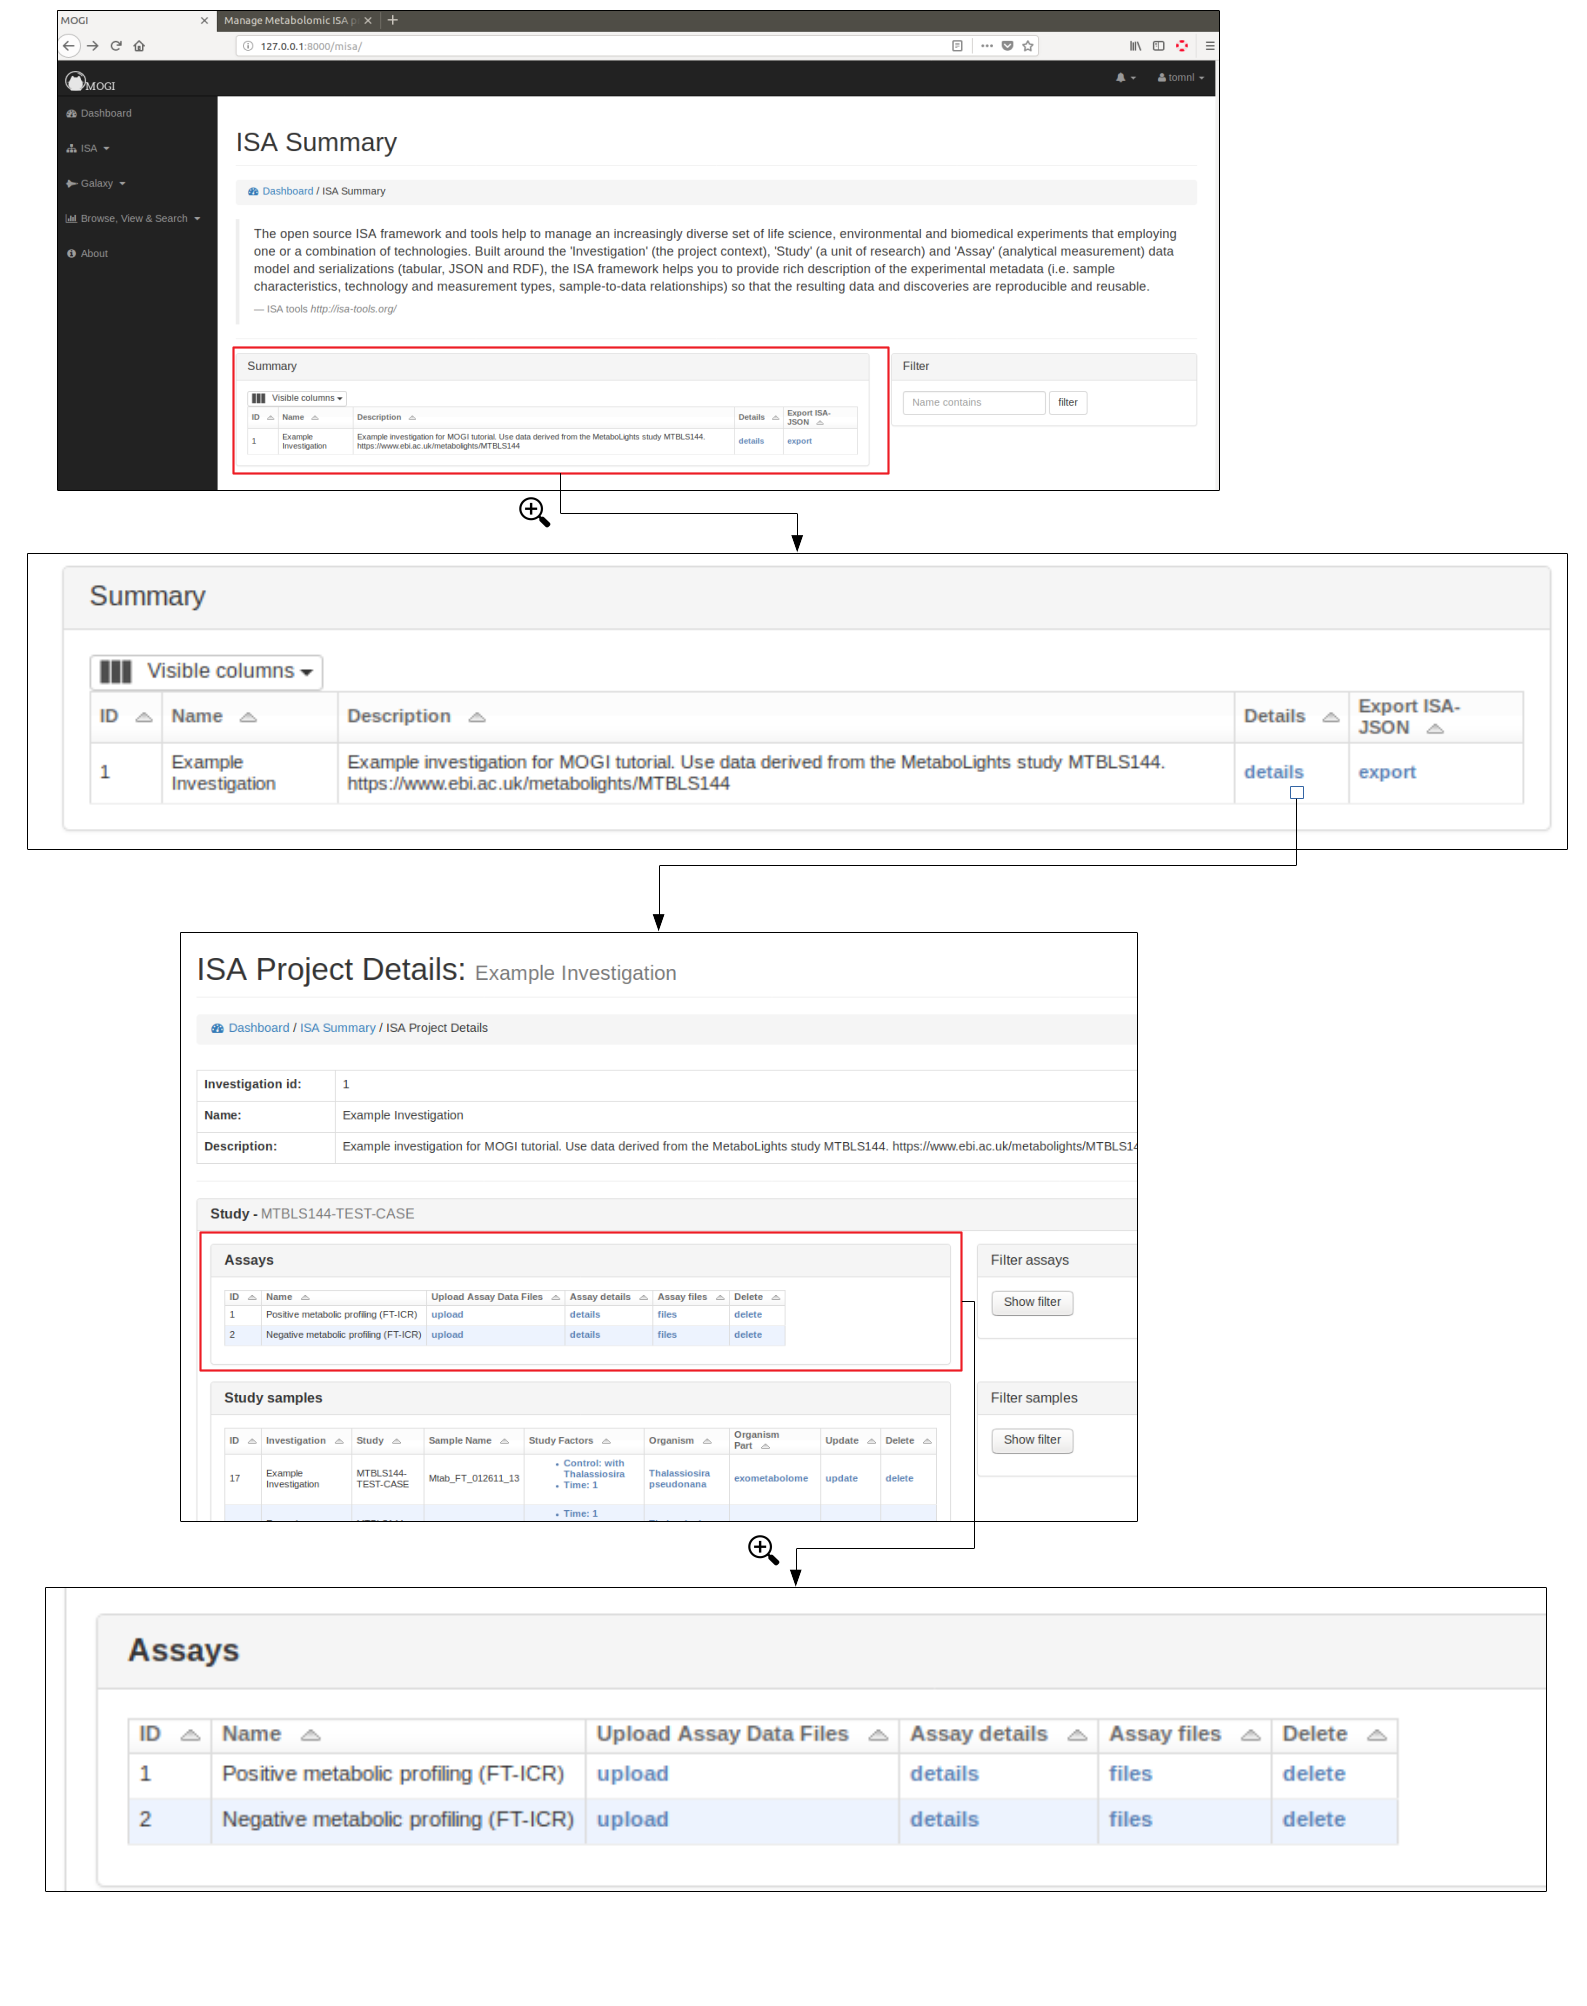 MOGI
Manage Metabolomic ISA p
127.0.0.1:8000/misa/
MOGI
tomnl
Dashboard
ISA
Galaxy
Browse, View & Search
About
ISA Summary
Dashboard / ISA Summary
The open source ISA framework and tools help to manage an increasingly diverse set of life science, environmental and biomedical experiments that employing
one or a combination of technologies. Built around the 'Investigation' (the project context), 'Study' (a unit of research) and 'Assay' (analytical measurement) data
model and serializations (tabular, JSON and RDF), the ISA framework helps you to provide rich description of the experimental metadata (i.e. sample
characteristics, technology and measurement types, sample-to-data relationships) so that the resulting data and discoveries are reproducible and reusable.
— ISA tools http://isa-tools.org/
Summary
Visible columns
ID Name Description Details Export ISA-
JSON
1 Example Investigation Example investigation for MOGI tutorial. Use data derived from the MetaboLights study MTBLS144.
https://www.ebi.ac.uk/metabolights/MTBLS144 details export
Filter
Name contains filter
Summary
Visible columns
ID Name Description Details Export ISA-
JSON
1 Example Investigation Example investigation for MOGI tutorial. Use data derived from the MetaboLights study MTBLS144.
https://www.ebi.ac.uk/metabolights/MTBLS144 details export
ISA Project Details: Example Investigation
Dashboard / ISA Summary / ISA Project Details
Investigation id: 1
Name: Example Investigation
Description: Example investigation for MOGI tutorial. Use data derived from the MetaboLights study MTBLS144. https://www.ebi.ac.uk/metabolights/MTBLS14
Study - MTBLS144-TEST-CASE
Assays
ID Name Upload Assay Data Files Assay details Assay files Delete
1 Positive metabolic profiling (FT-ICR) upload details files delete
2 Negative metabolic profiling (FT-ICR) upload details files delete
Filter assays
Show filter
Study samples
ID Investigation Study Sample Name Study Factors Organism Organism
Part Update Delete
17 Example Investigation MTBLS144-TEST-CASE Mtab_FT_012611_13 • Control: with Thalassiosira
• Time: 1 Thalassiosira pseudonana exometabolome update delete
• Time: 1
Filter samples
Show filter
Assays
ID Name Upload Assay Data Files Assay details Assay files Delete
1 Positive metabolic profiling (FT-ICR) upload details files delete
2 Negative metabolic profiling (FT-ICR) upload details files delete